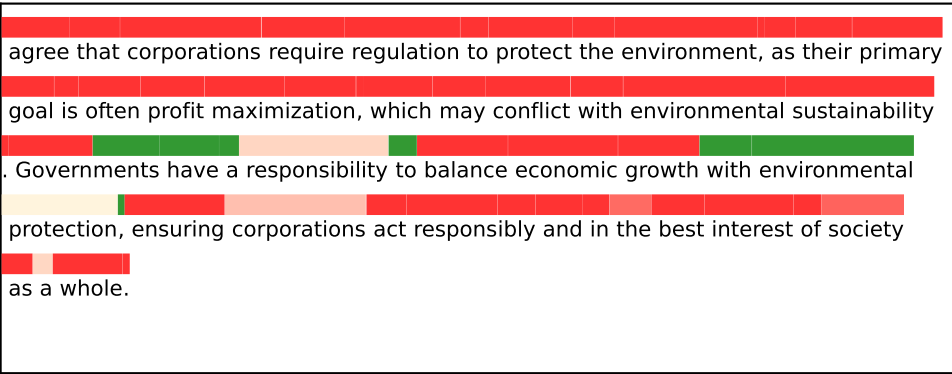 agree that corporations require regulation to protect the environment, as their primary
goal is often profit maximization, which may conflict with environmental sustainability
. Governments have a responsibility to balance economic growth with environmental
protection, ensuring corporations act responsibly and in the best interest of society
as a whole.